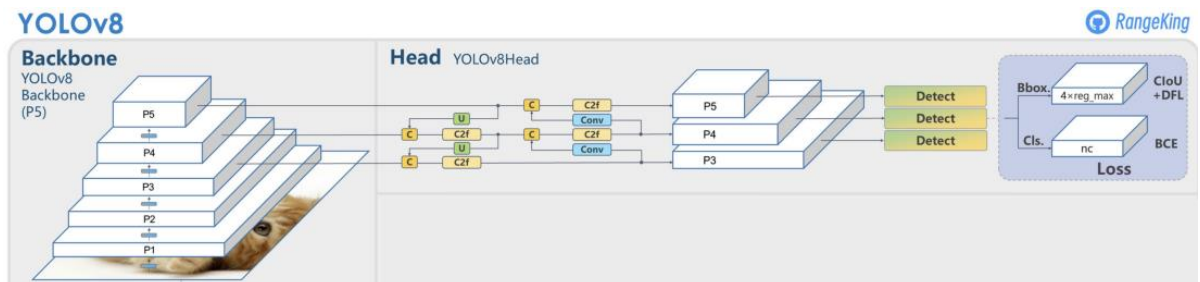 YOLOv8
RangeKing
Backbone
YOLOv8
Backbone
(P5)
P5
P4
P3
P2
P1
Head YOLOv8Head
U
C
C2f
U
C
C2f
C
C2f
Conv
C
C2f
Conv
P5
P4
P3
Detect
Detect
Detect
Bbox.
4×reg_max
CIoU
+DFL
Cls.
nc
BCE
Loss